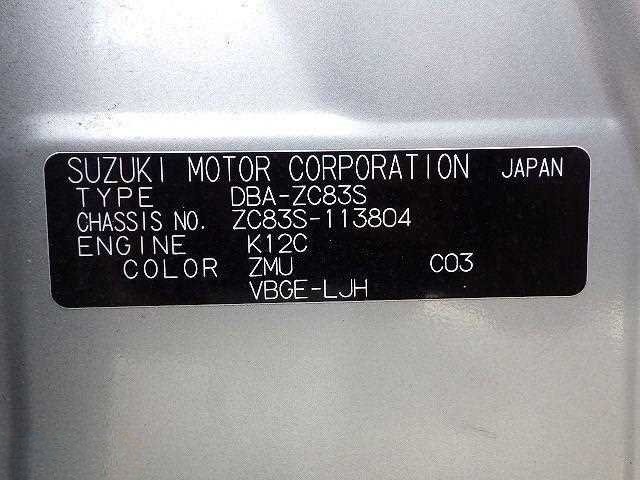 SUZUKI MOTOR CORPORATION JAPAN
TYPE DBA-ZC83S
CHASSIS NO. ZC83S-113804
ENGINE K12C
COLOR ZMU C03
VBGE-LJH